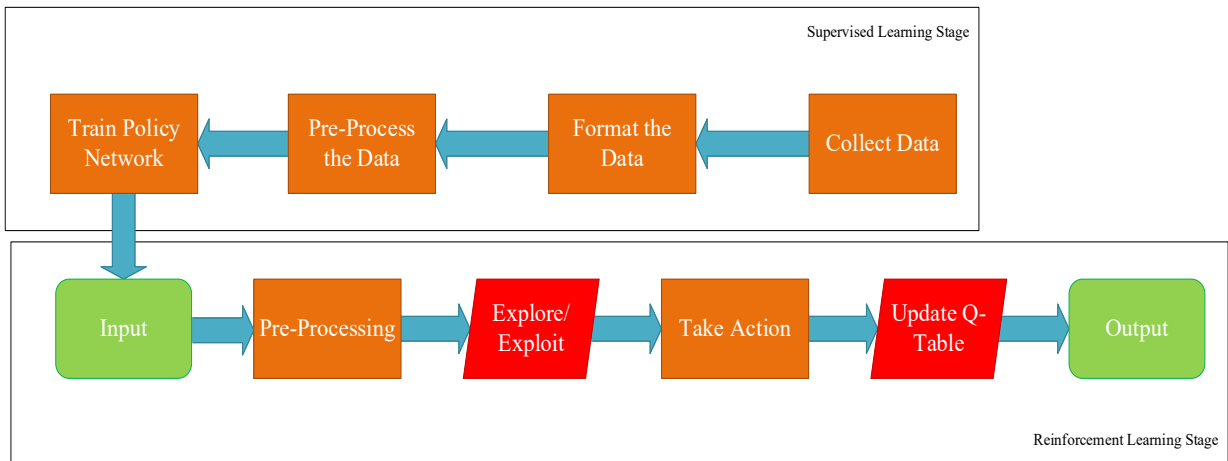 Supervised Learning Stage
Train Policy
Network
Pre-Process
the Data
Format the
Data
Collect Data
Input
Pre-Processing
Explore/
Exploit
Take Action
Update Q-
Table
Output
Reinforcement Learning Stage